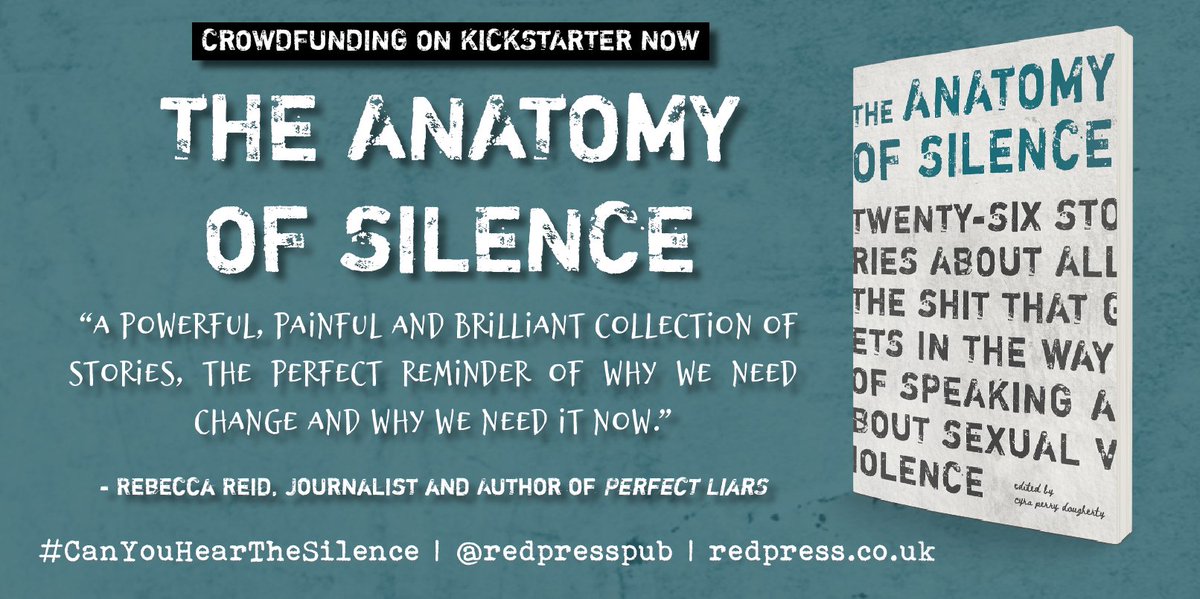 CROWDFUNDING ON KICKSTARTER NOW
THE ANATOMY
OF SILENCE
“A POWERFUL, PAINFUL AND BRILLIANT COLLECTION OF
STORIES, THE PERFECT REMINDER OF WHY WE NEED
CHANGE AND WHY WE NEED IT NOW.”
- REBECCA REID, JOURNALIST AND AUTHOR OF PERFECT LIARS
#CanYouHearTheSilence | @redpresspub | redpress.co.uk
THE ANATOMY
OF SILENCE
TWENTY-SIX STO
RIES ABOUT ALL
THE SHIT THAT G
ETS IN THE WAY
OF SPEAKING A
BOUT SEXUAL V
IOLENCE
edited by
cyra perry dougherty